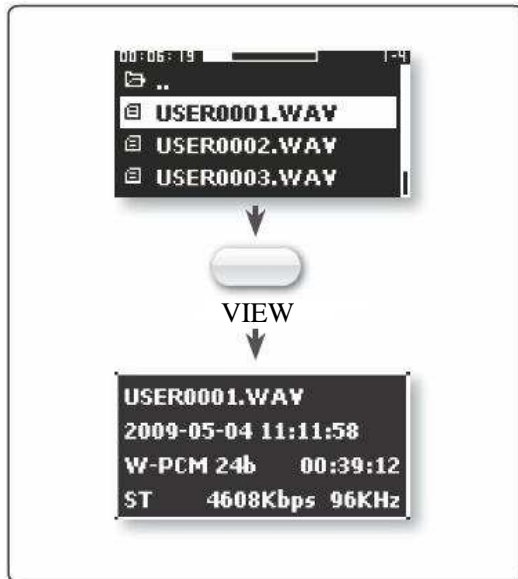 00:06:19 1-4
..
USER0001.WAV
USER0002.WAV
USER0003.WAV
VIEW
USER0001.WAV
2009-05-04 11:11:58
W-PCM 24b 00:39:12
ST 4608Kbps 96KHz